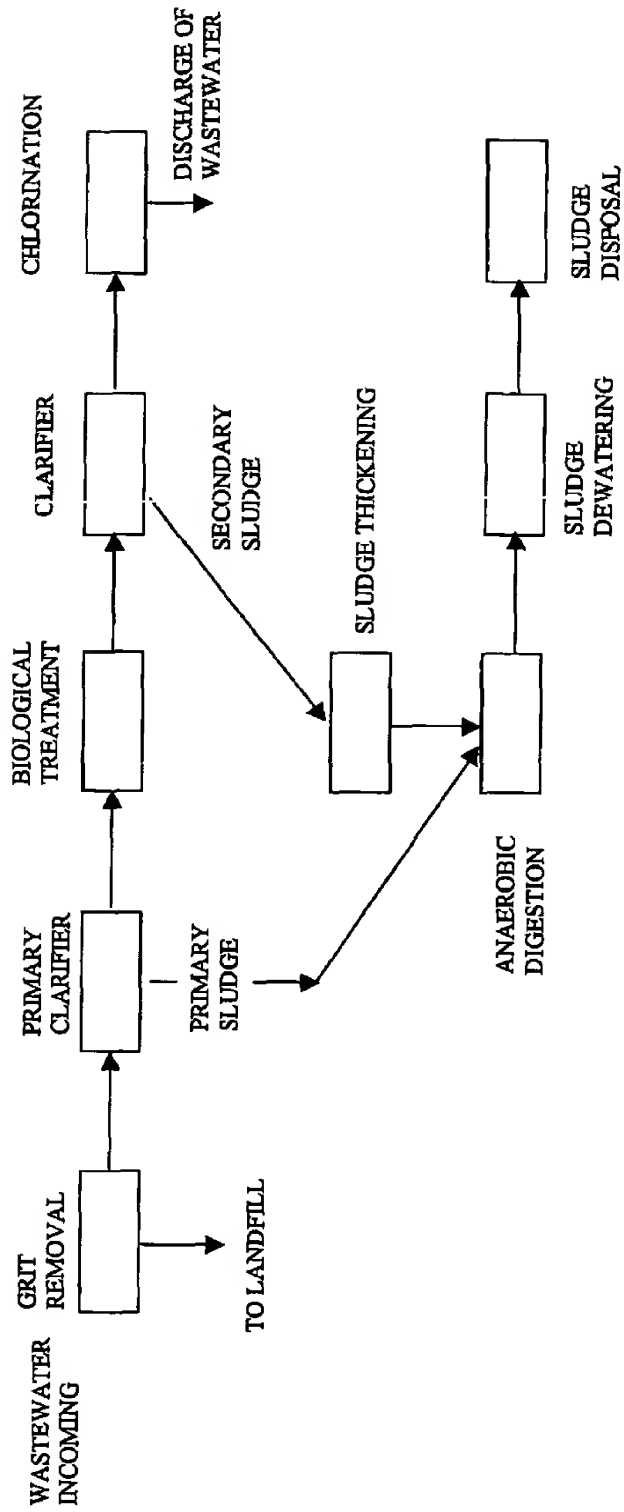 WASTEWATER
INCOMING
GRIT
REMOVAL
TO LANDFILL
PRIMARY
CLARIFIER
PRIMARY
SLUDGE
BIOLOGICAL
TREATMENT
CLARIFIER
SECONDARY
SLUDGE
CHLORINATION
DISCHARGE OF
WASTEWATER
SLUDGE THICKENING
ANAEROBIC
DIGESTION
SLUDGE
DEWATERING
SLUDGE
DISPOSAL